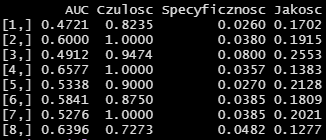 AUC Czulosc Specyficznosc Jakosc
[1,] 0.4721 0.8235 0.0260 0.1702
[2,] 0.6000 1.0000 0.0380 0.1915
[3,] 0.4912 0.9474 0.0800 0.2553
[4,] 0.6577 1.0000 0.0357 0.1383
[5,] 0.5338 0.9000 0.0270 0.2128
[6,] 0.5841 0.8750 0.0385 0.1809
[7,] 0.5276 1.0000 0.0385 0.2021
[8,] 0.6396 0.7273 0.0482 0.1277